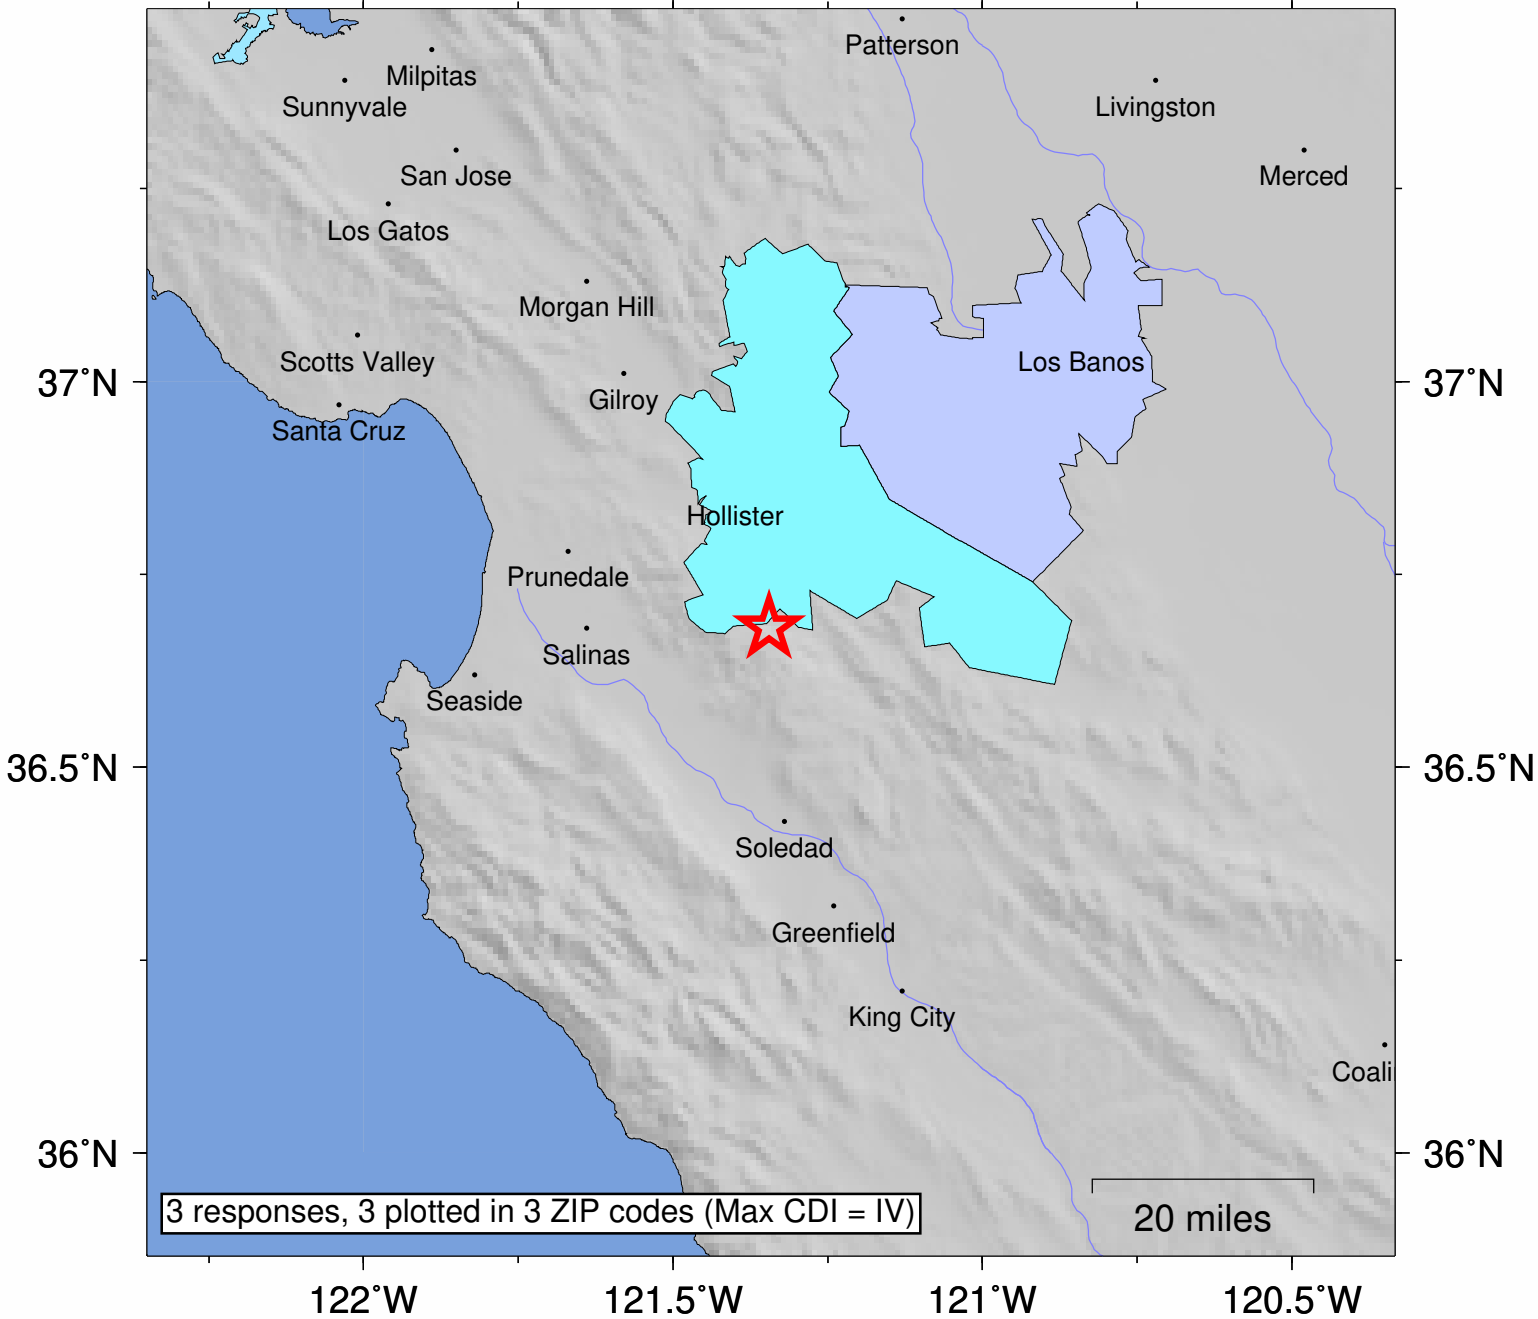 Patterson
Milpitas
Sunnyvale
Livingston
San Jose
Merced
Los Gatos
Morgan Hill
Scotts Valley
Los Banos
37˚N
37˚N
Gilroy
Santa Cruz
Hollister
Prunedale
Salinas
Seaside
36.5˚N
36.5˚N
Soledad
Greenfield
King City
Coali
36˚N
36˚N
3 responses, 3 plotted in 3 ZIP codes (Max CDI = IV)
20 miles
122˚W
121.5˚W
121˚W
120.5˚W